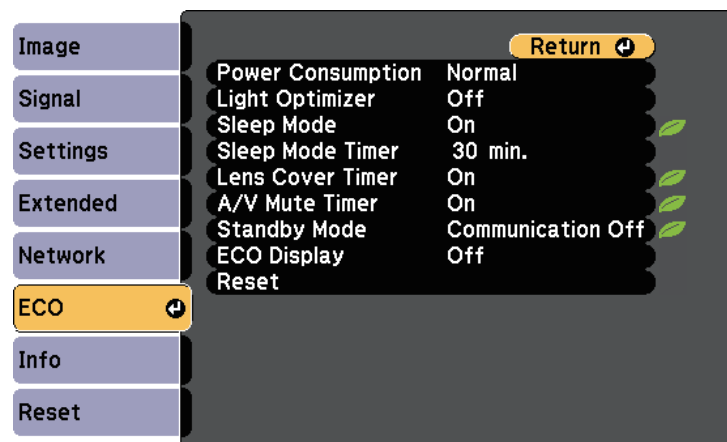 Image
Signal
Settings
Extended
Network
ECO
Info
Reset
Return
Power Consumption Normal
Light Optimizer Off
Sleep Mode On
Sleep Mode Timer 30 min.
Lens Cover Timer On
A/V Mute Timer On
Standby Mode Communication Off
ECO Display Off
Reset